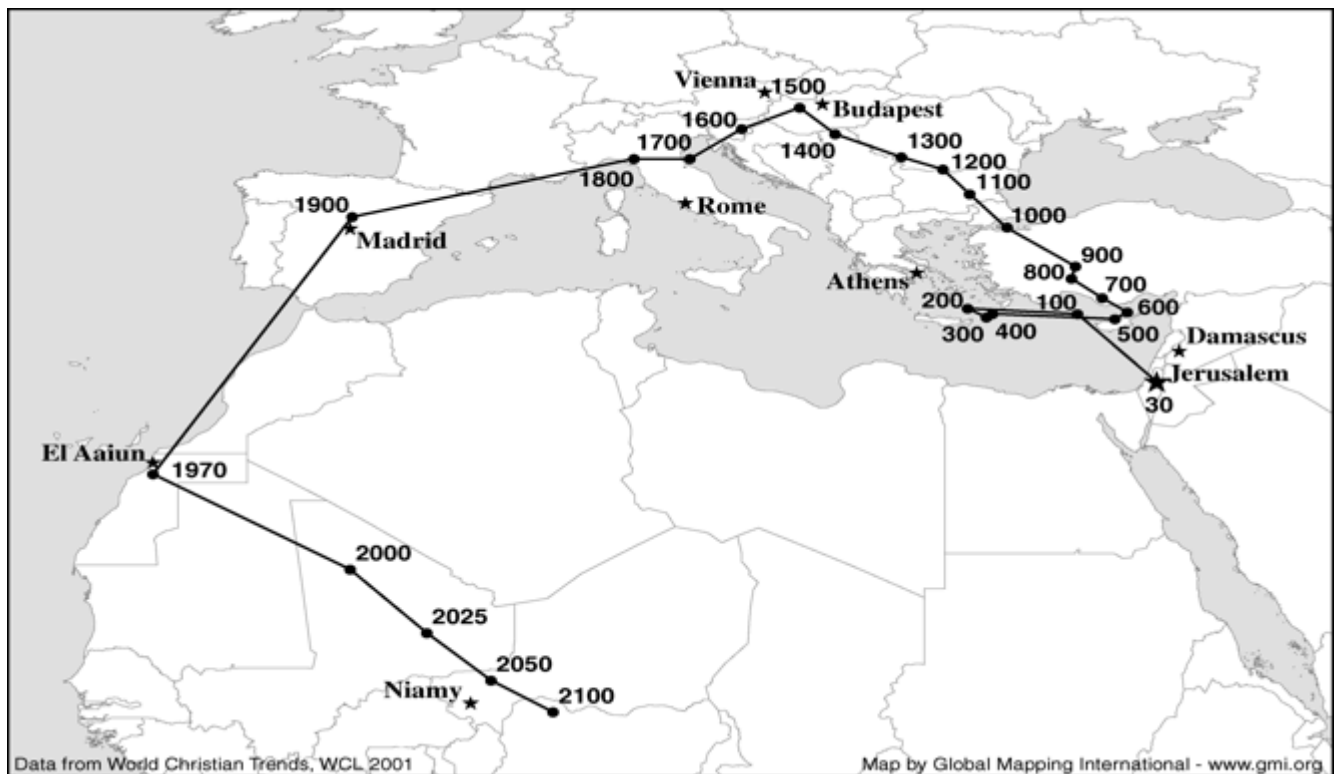 Vienna
1500
Budapest
1600
1700
1400
1300
1200
1800
1100
1900
Rome
1000
Madrid
900
Athens
800
700
200
100
600
300
400
500
Damascus
Jerusalem
30
El Aaiun
1970
2000
2025
2050
Niamy
2100
Data from World Christian Trends, WCL 2001
Map by Global Mapping International - www.gmi.org